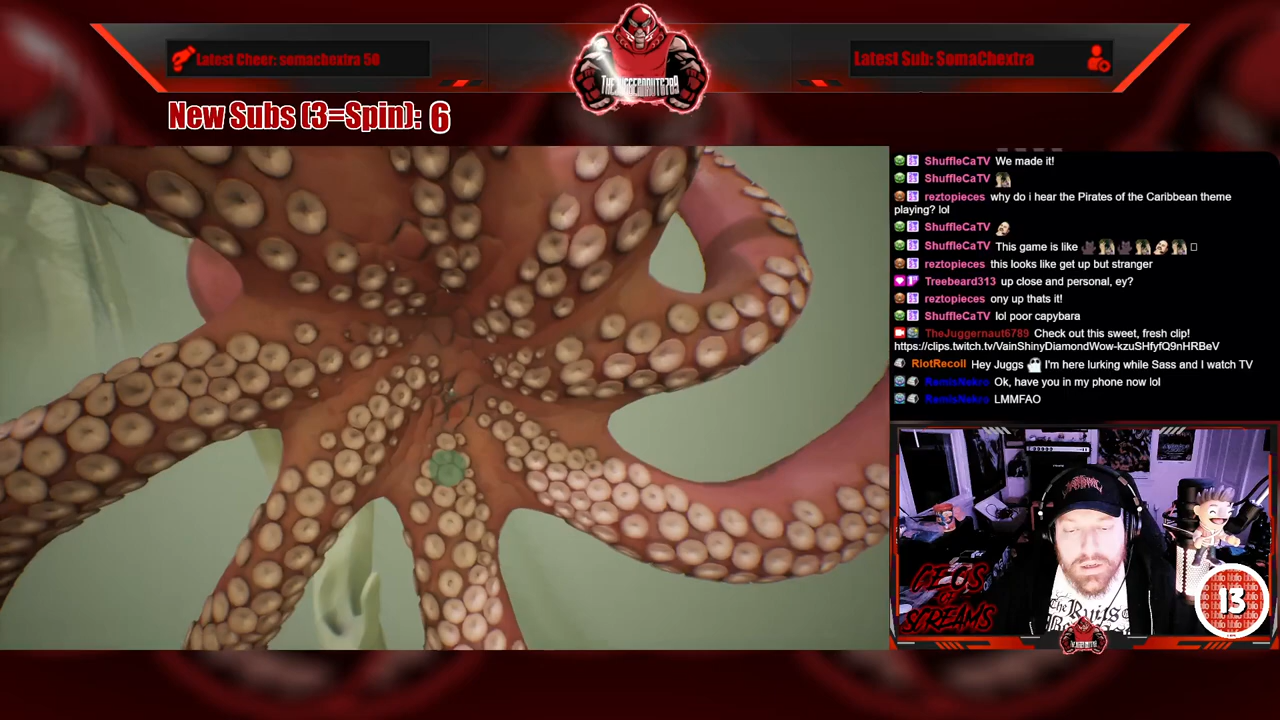 Latest Cheer: somachextra 50
THEJUGGERNAUT6789
Latest Sub: SomaChextra
New Subs (3=Spin): 6
ShuffleCaTV We made it!
ShuffleCaTV
reztopieces why do i hear the Pirates of the Caribbean theme
playing? lol
ShuffleCaTV
ShuffleCaTV This game is like
reztopieces this looks like get up but stranger
Treebeard313 up close and personal, ey?
reztopieces ony up thats it!
ShuffleCaTV lol poor capybara
TheJuggernaut6789 Check out this sweet, fresh clip!
https://clips.twitch.tv/VainShinyDiamondWow-kzuSHfyfQ9nHRBeV
RiotRecoil Hey Juggs I'm here lurking while Sass and I watch TV
RamisNekro Ok, have you in my phone now lol
RamisNekro LMMFAO
SCREAMS
13
The